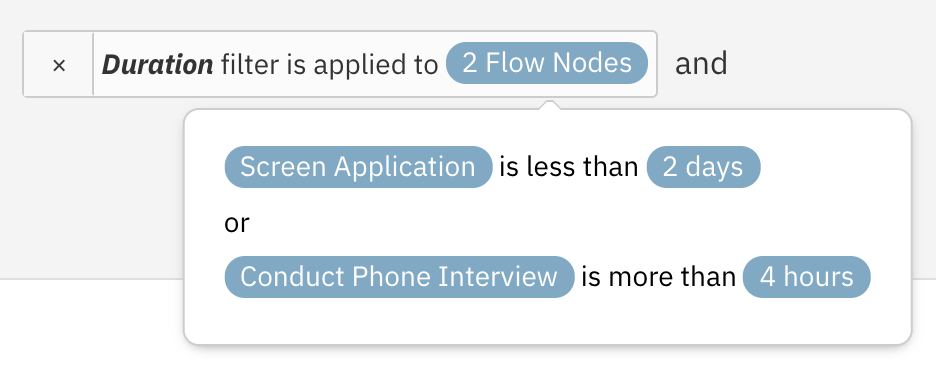 × Duration filter is applied to 2 Flow Nodes and
Screen Application is less than 2 days
or
Conduct Phone Interview is more than 4 hours